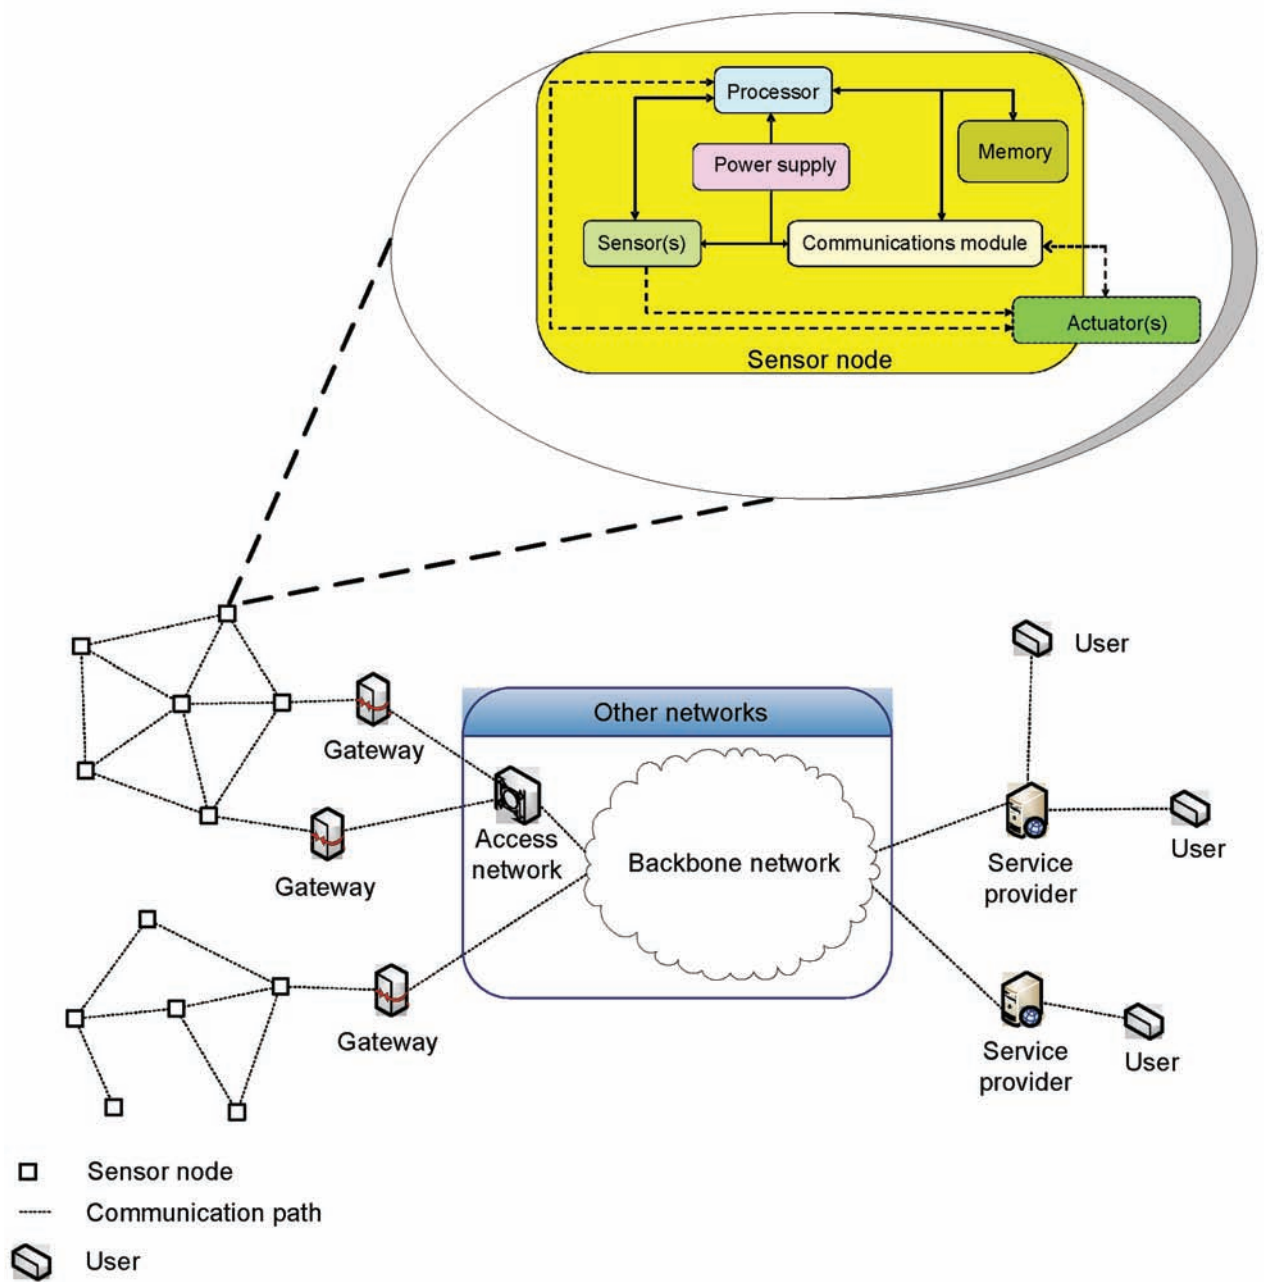 Processor
Memory
Power supply
Sensor(s)
Communications module
Actuator(s)
Sensor node
User
Other networks
Gateway
Access
network
Backbone network
Service
provider
User
Gateway
Gateway
Service
provider
User
Sensor node
Communication path
User